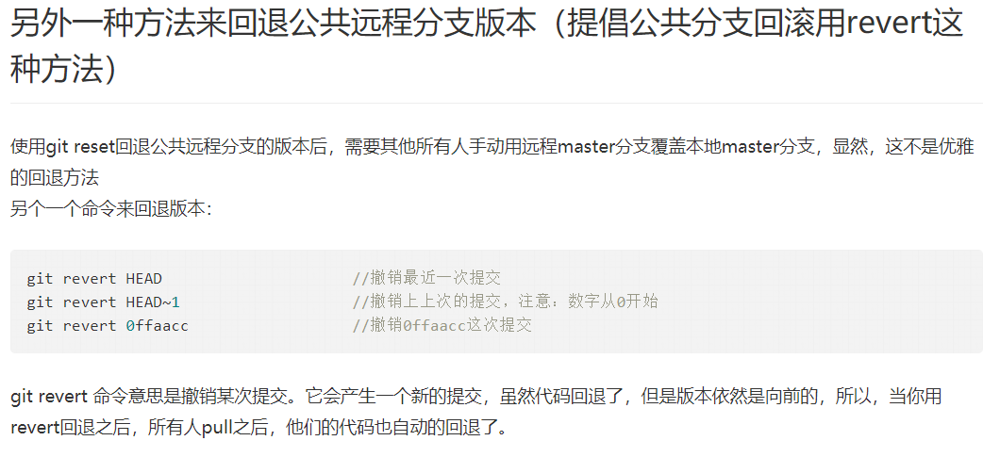 另外一种方法来回退公共远程分支版本（提倡公共分支回滚用revert这
种方法）
使用git reset回退公共远程分支的版本后，需要其他所有人手动用远程master分支覆盖本地master分支，显然，这不是优雅
的回退方法
另个一个命令来回退版本：
git revert HEAD                     //撤销最近一次提交
git revert HEAD~1                   //撤销上上次的提交，注意：数字从0开始
git revert 0ffaacc                  //撤销0ffaacc这次提交
git revert 命令意思是撤销某次提交。它会产生一个新的提交，虽然代码回退了，但是版本依然是向前的，所以，当你用
revert回退之后，所有人pull之后，他们的代码也自动的回退了。